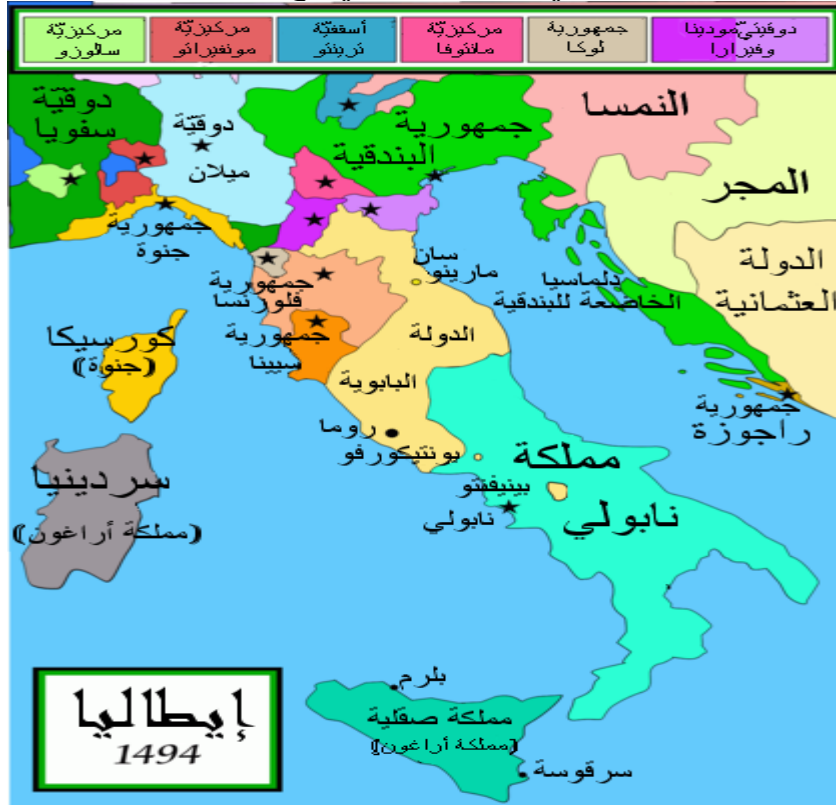 دوقيتيّ مودينا
وفيرارا
جمهورية
لوكا
مركيزيّة
مانتوفا
أسقفيّة
ترينتو
مركيزيّة
مونفيراتو
مركيزيّة
سالوزو
النمسا
المجر
الدولة
العثمانية
جمهورية
البندقية
دوقيّة
ميلان
دوقيّة
سفويا
جمهورية
جنوة
سان
مارينو
دلماسيا
الخاضعة للبندقية
جمهورية
فلورنسا
جمهورية
سيينا
الدولة
البابوية
كورسيكا
(جنوة)
جمهورية
راجوزة
روما
بونتيكورفو
مملكة
نابولي
بينيفنتو
نابولي
سردينيا
(مملكة أراغون)
بلرم
مملكة صقلية
(مملكة أراغون)
سرقوسة
إيطاليا
1494